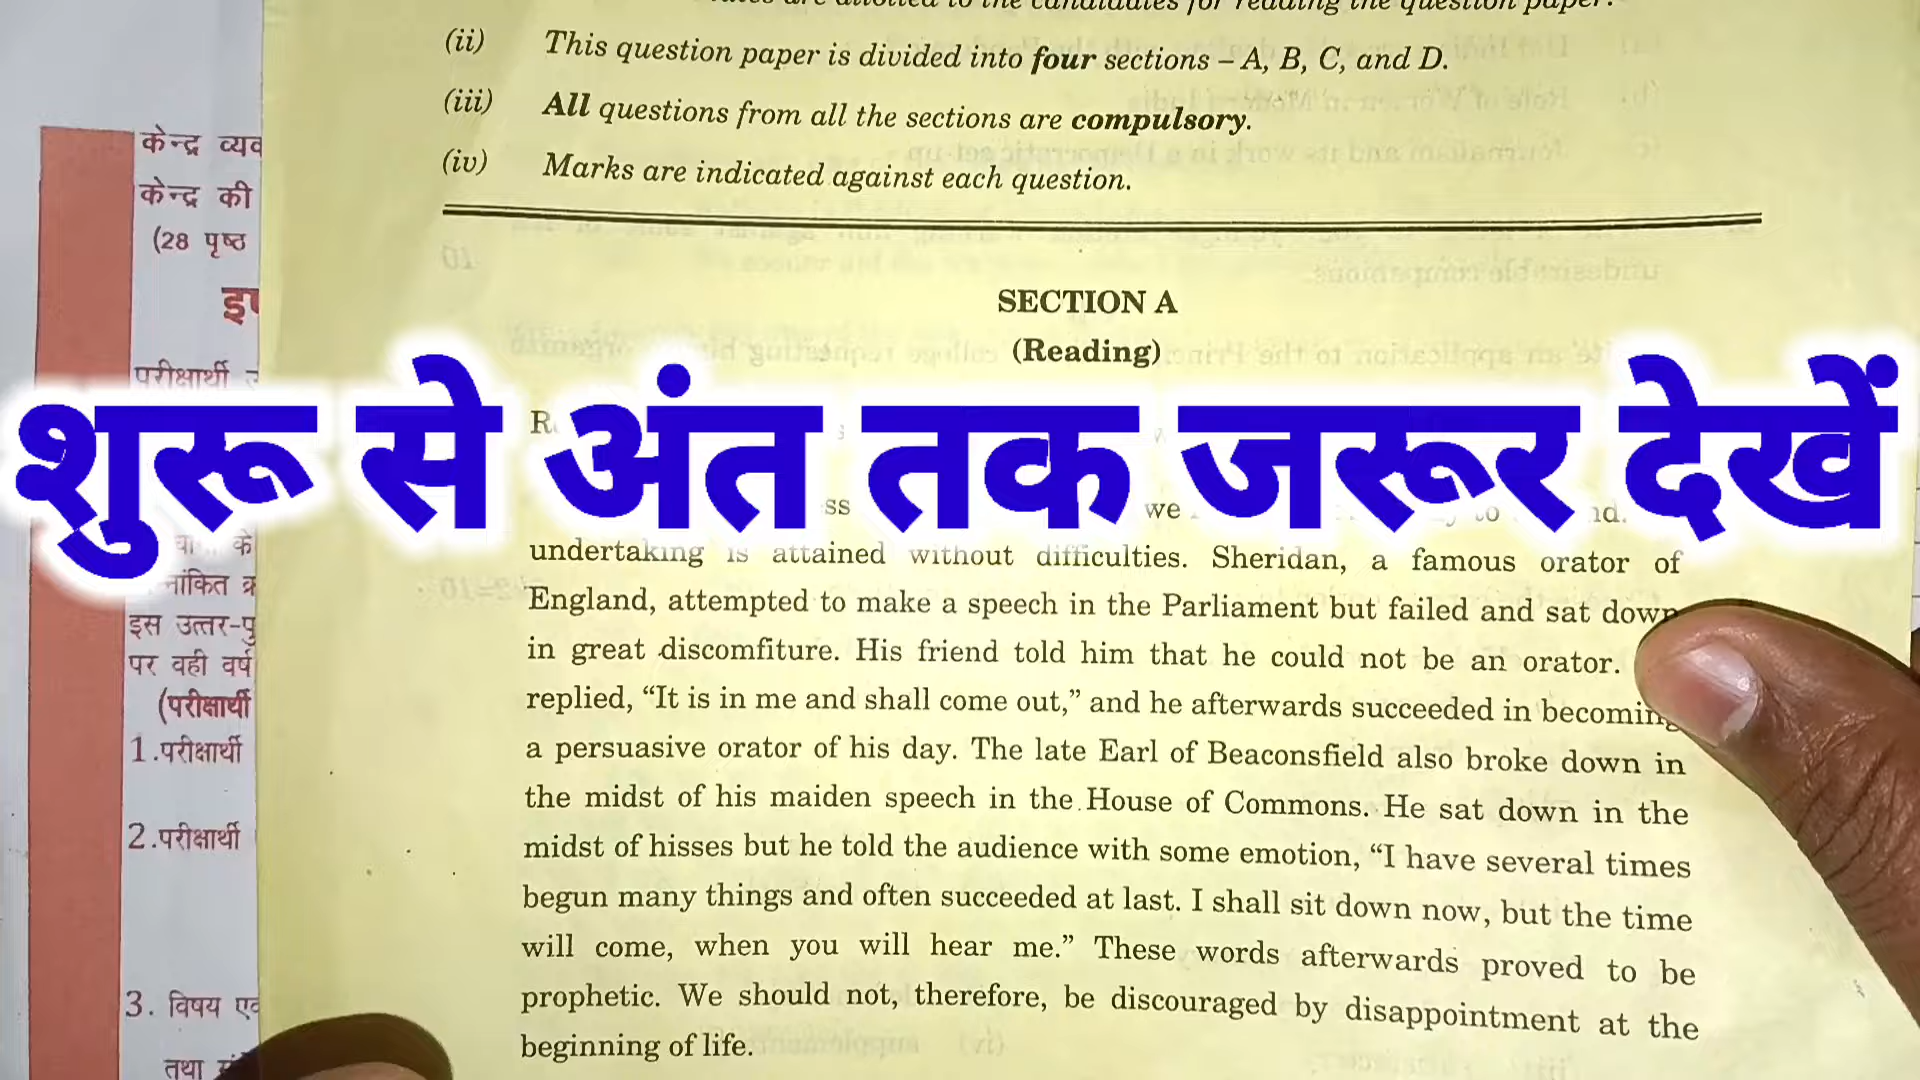 (ii) This question paper is divided into four sections – A, B, C, and D.
(iii) All questions from all the sections are compulsory.
(iv) Marks are indicated against each question.
SECTION A
(Reading)
शुरू से अंत तक जरूर देखें
undertaking is attained without difficulties. Sheridan, a famous orator of
England, attempted to make a speech in the Parliament but failed and sat down
in great discomfiture. His friend told him that he could not be an orator.
replied, “It is in me and shall come out,” and he afterwards succeeded in becoming
a persuasive orator of his day. The late Earl of Beaconsfield also broke down in
the midst of his maiden speech in the House of Commons. He sat down in the
midst of hisses but he told the audience with some emotion, “I have several times
begun many things and often succeeded at last. I shall sit down now, but the time
will come, when you will hear me.” These words afterwards proved to be
prophetic. We should not, therefore, be discouraged by disappointment at the
beginning of life.
केन्द्र
केन्द्र की
(28 पृष्ठ
परीक्षार्थी
के
इस उत्तर-पु
पर वही वर्ष
(परीक्षार्थी
1.परीक्षार्थी
2.परीक्षार्थी
3. विषय
तथा